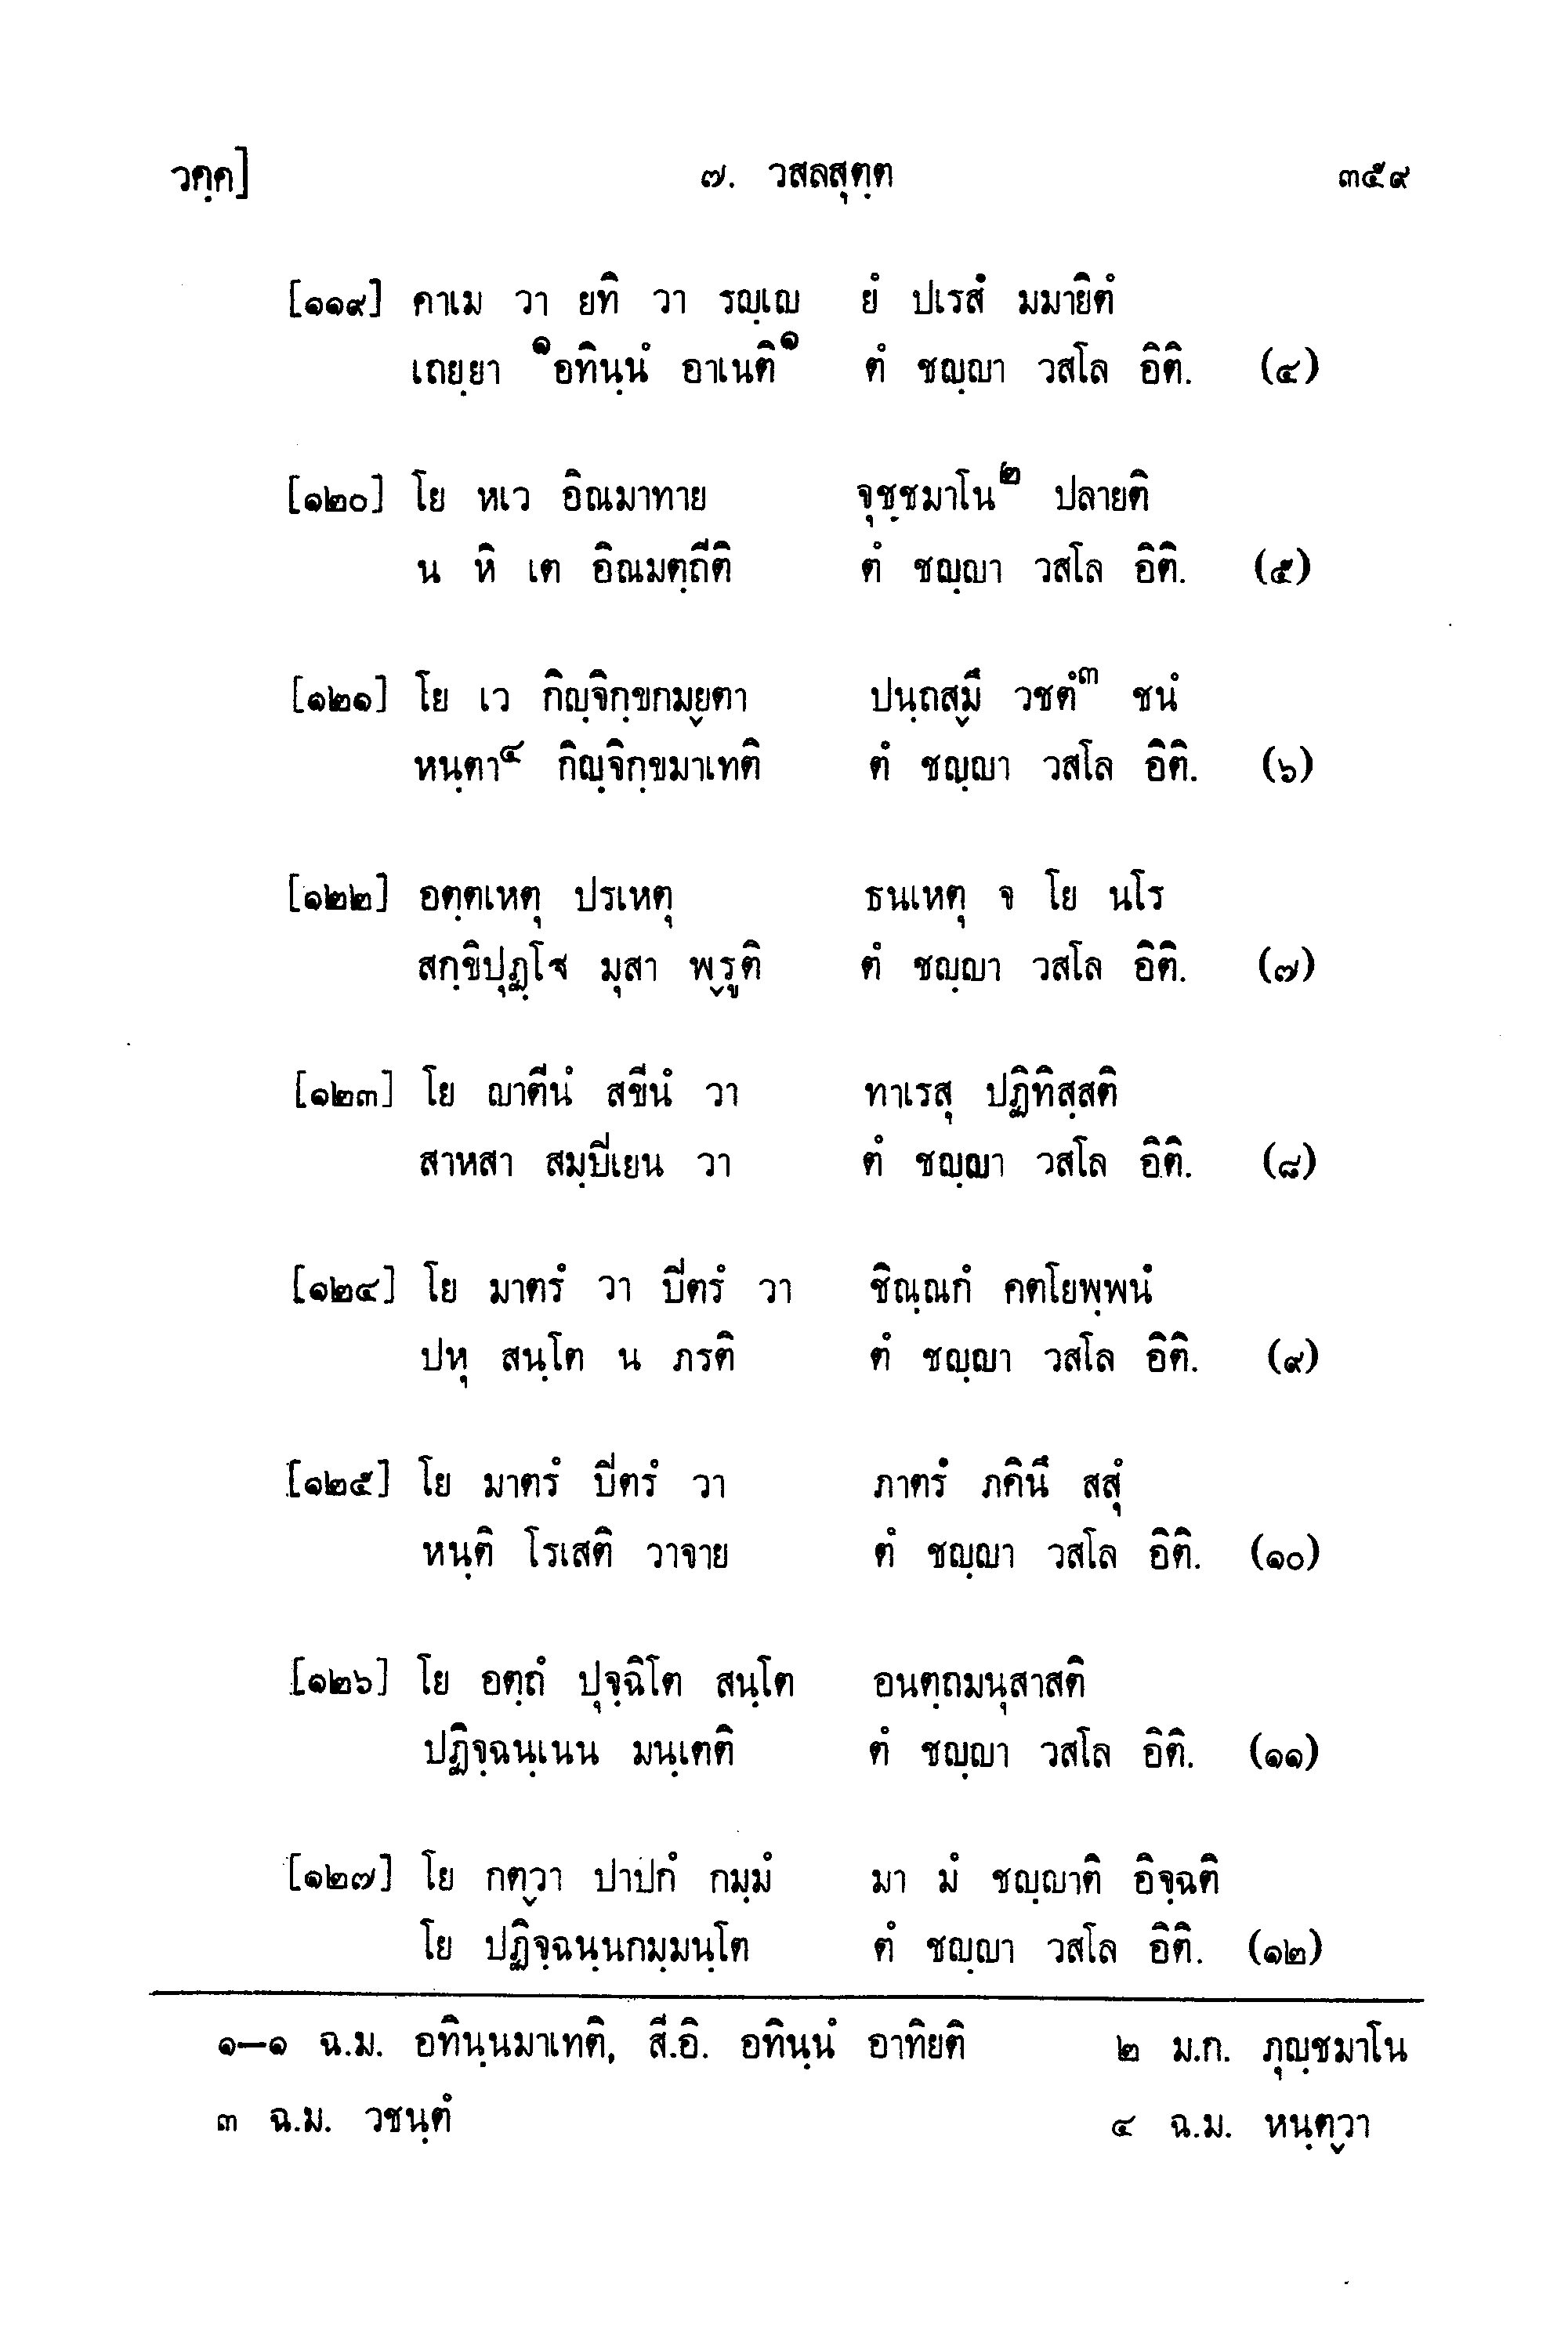 วคฺค] ๗. วสลสุตฺต ๓๕๙
[๑๑๙] คาเม วา ยทิ วา รญฺเญ ยํ ปเรสํ มมายิตํ
เถยฺยา ๑อทินฺนํ อาเนติ๑ ตํ ชญฺญา วสโล อิติ. (๔)
[๑๒๐] โย หเว อิณมาทาย จุชฺชมาโน๒ ปลายติ
น หิ เต อิณมตฺถีติ ตํ ชญฺญา วสโล อิติ. (๕)
[๑๒๑] โย เว กิญฺจิกฺขกมฺยตา ปนฺถสฺมึ วชตํ๓ ชนํ
หนฺตา๔ กิญฺจิกฺขมาเทติ ตํ ชญฺญา วสโล อิติ. (๖)
[๑๒๒] อตฺตเหตุ ปรเหตุ ธนเหตุ จ โย นโร
สกฺขิปุฏฺโฐ มุสา พฺรูติ ตํ ชญฺญา วสโล อิติ. (๗)
[๑๒๓] โย ญาตีนํ สขีนํ วา ทาเรสุ ปฏิทิสฺสติ
สาหสา สมฺปิเยน วา ตํ ชญฺญา วสโล อิติ. (๘)
[๑๒๔] โย มาตรํ วา ปิตรํ วา ชิณฺณกํ คตโยพฺพนํ
ปหุ สนฺโต น ภรติ ตํ ชญฺญา วสโล อิติ. (๙)
[๑๒๕] โย มาตรํ ปิตรํ วา ภาตรํ ภคินึ สสุํ
หนฺติ โรเสติ วาจาย ตํ ชญฺญา วสโล อิติ. (๑๐)
[๑๒๖] โย อตฺถํ ปุจฺฉิโต สนฺโต อนตฺถมนุสาสติ
ปฏิจฺฉนฺเนน มนฺเตติ ตํ ชญฺญา วสโล อิติ. (๑๑)
[๑๒๗] โย กตฺวา ปาปกํ กมฺมํ มา มํ ชญฺญาติ อิจฺฉติ
โย ปฏิจฺฉนฺนกมฺมนฺโต ตํ ชญฺญา วสโล อิติ. (๑๒)
๑–๑ ฉ.ม. อทินฺนมาเทติ, สี.อิ. อทินฺนํ อาทิยติ ๒ ม.ก. ภุญฺชมาโน
๓ ฉ.ม. วชนฺตํ ๔ ฉ.ม. หนฺตฺวา